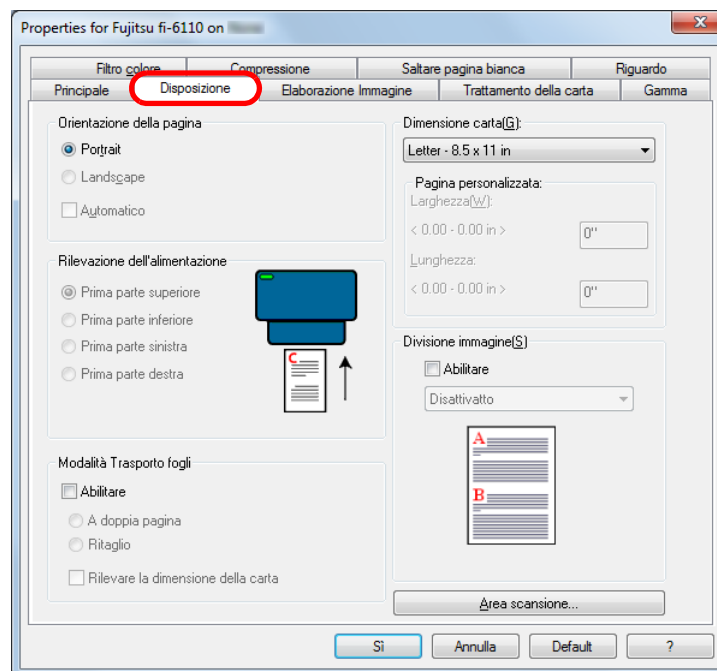 Properties for Fujitsu fi-6110 on
Filtro colore Compressione Saltare pagina bianca Riguardo
Principale Disposizione Elaborazione Immagine Trattamento della carta Gamma
Orientazione della pagina
Portrait
Landscape
Automatico
Rilevazione dell'alimentazione
Prima parte superiore
Prima parte inferiore
Prima parte sinistra
Prima parte destra
C
Modalità Trasporto fogli
Abilitare
A doppia pagina
Ritaglio
Rilevare la dimensione della carta
Dimensione carta(G):
Letter - 8.5 x 11 in
Pagina personalizzata:
Larghezza(W):
< 0.00 - 0.00 in > 0"
Lunghezza:
< 0.00 - 0.00 in > 0"
Divisione immagine(S)
Abilitare
Disattivato
A
B
Area scansione...
Sì Annulla Default ?